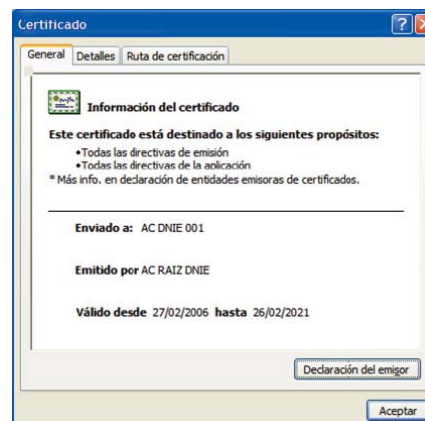 Certificado
General Detalles Ruta de certificación
Información del certificado
Este certificado está destinado a los siguientes propósitos:
•Todas las directivas de emisión
•Todas las directivas de la aplicación
* Más info. en declaración de entidades emisoras de certificados.
Enviado a: AC DNIE 001
Emitido por AC RAIZ DNIE
Válido desde 27/02/2006 hasta 26/02/2021
Declaración del emisor
Aceptar